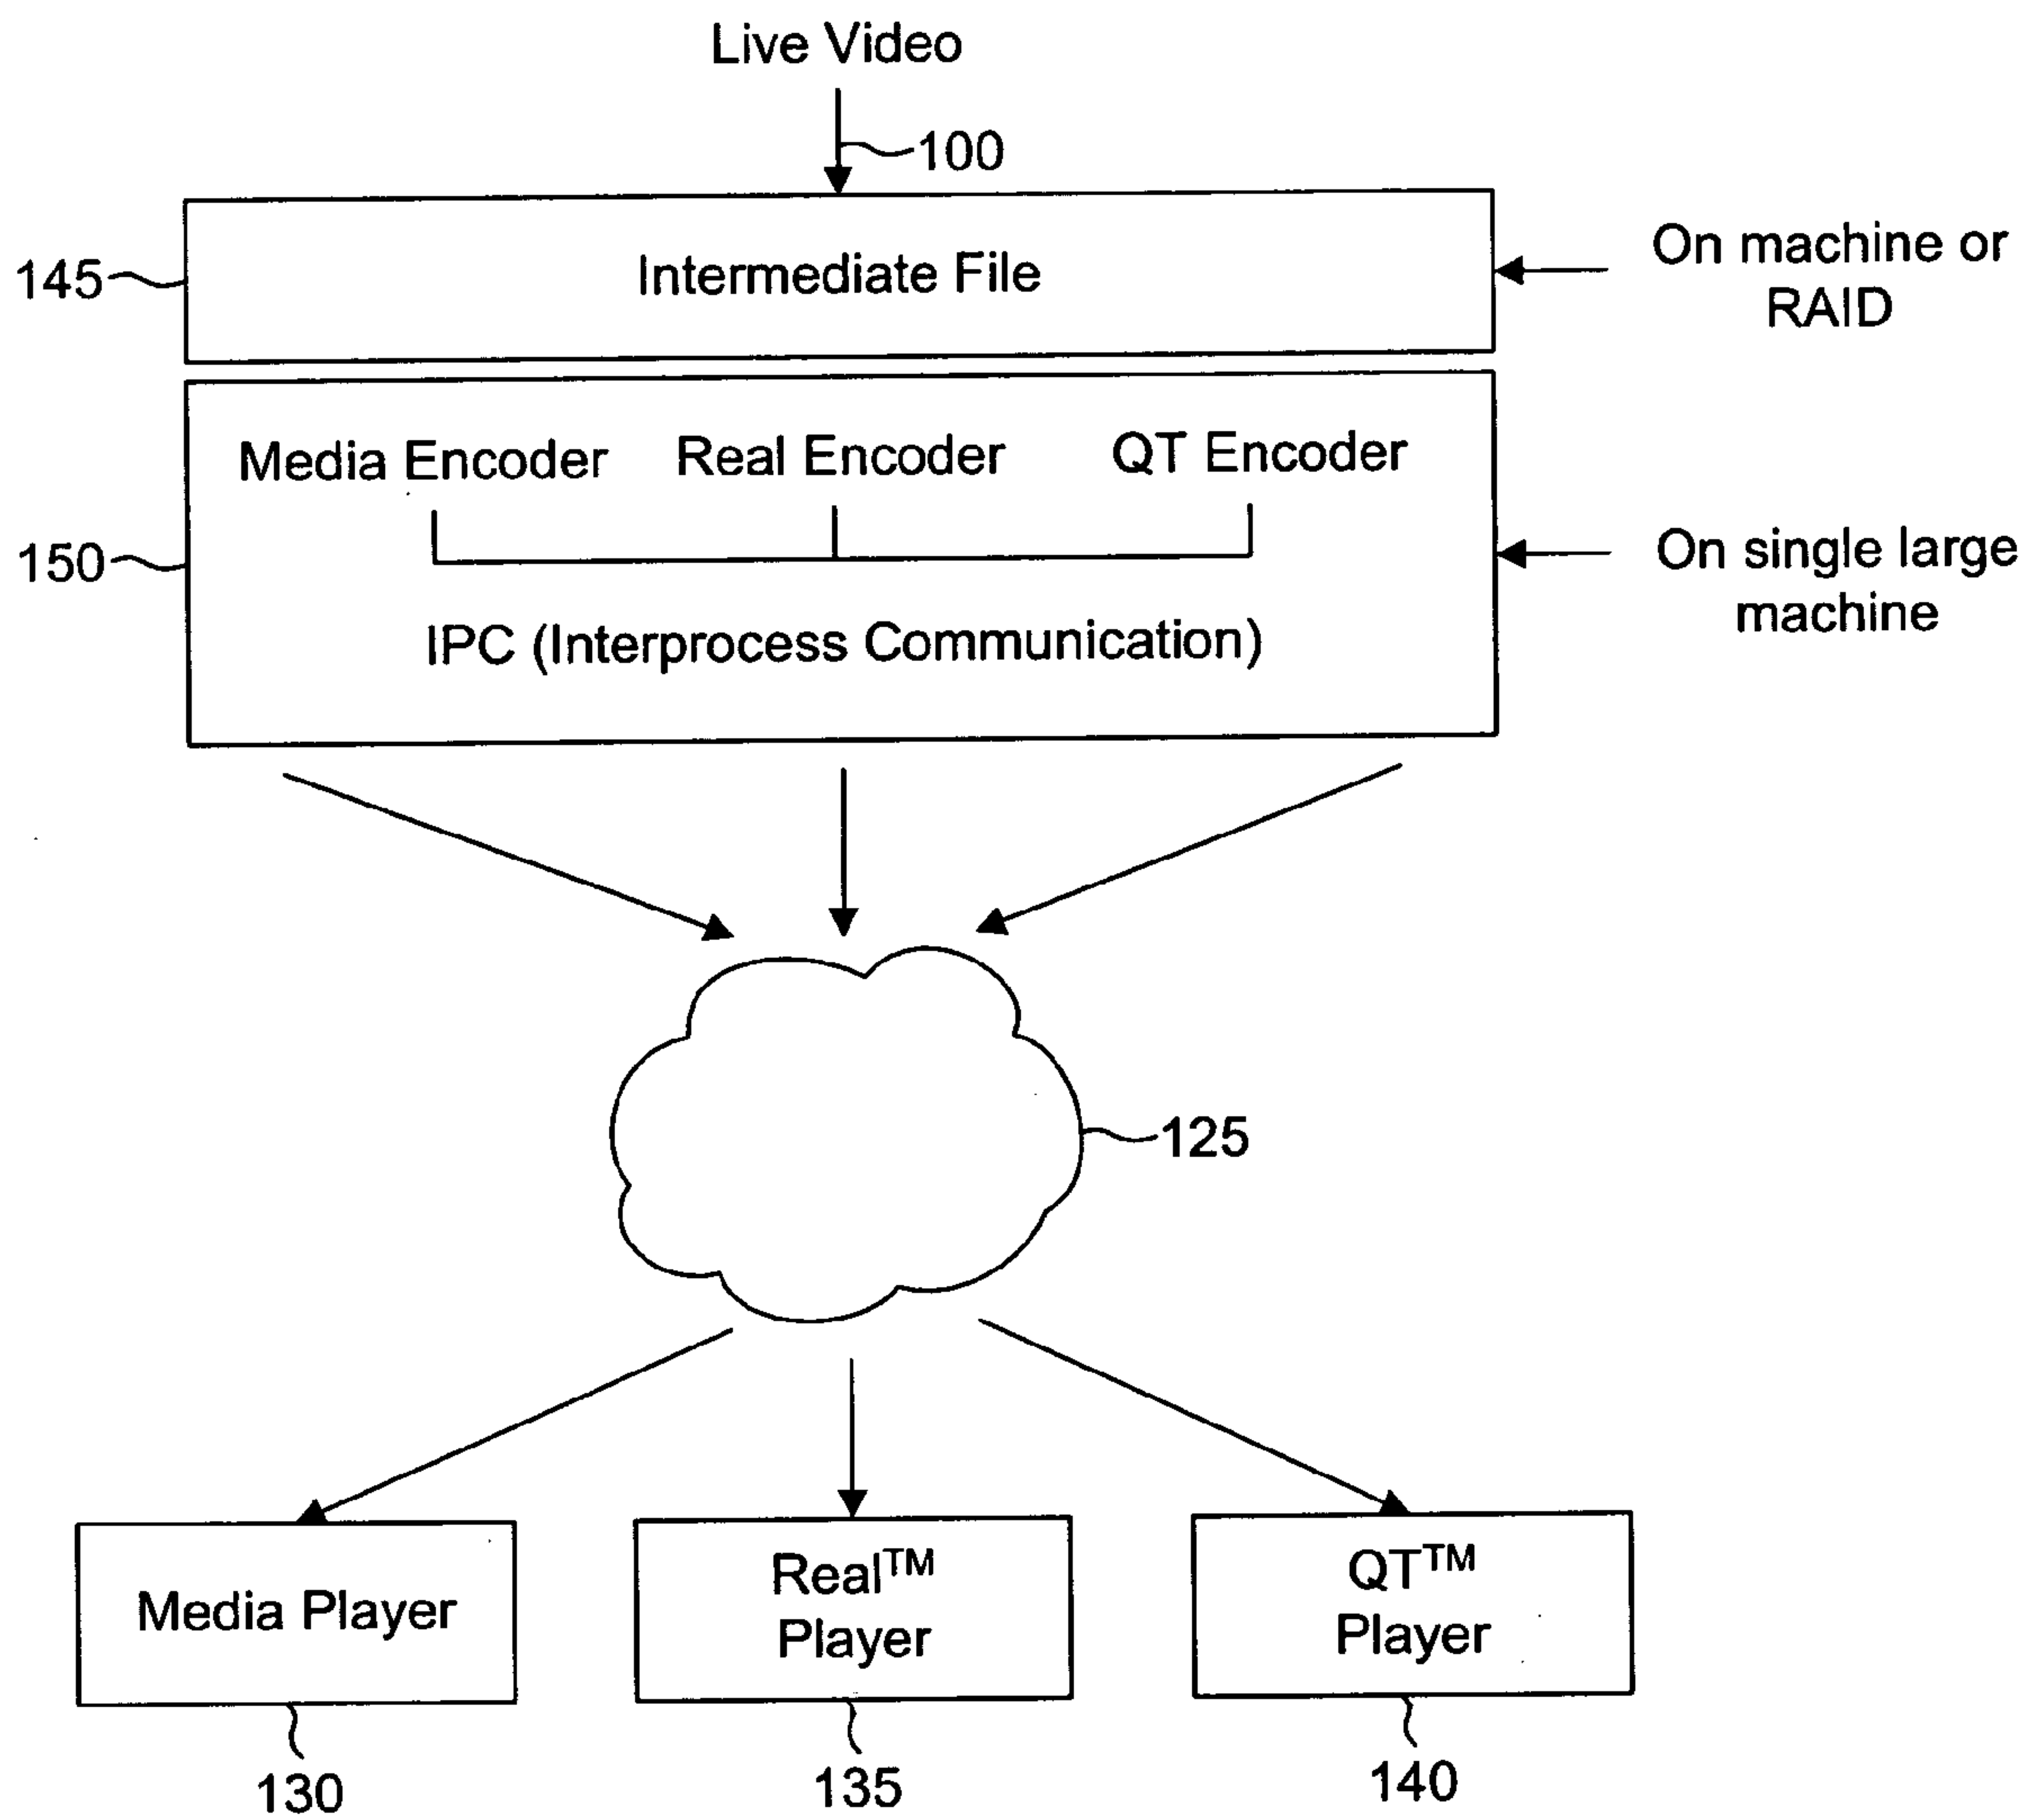 Live Video
100
145
Intermediate File
On machine or
RAID
Media Encoder
Real Encoder
QT Encoder
150
On single large
machine
IPC (Interprocess Communication)
125
Media Player
Real™
Player
QT™
Player
130
135
140